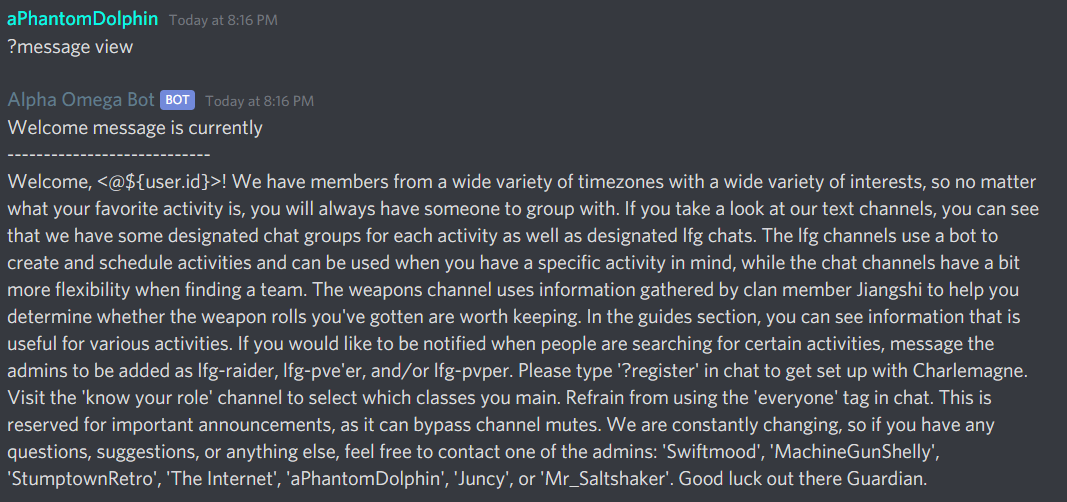 aPhantomDolphin Today at 8:16 PM
?message view
Alpha Omega Bot BOT Today at 8:16 PM
Welcome message is currently
----------------------------
Welcome, <@${user.id}>! We have members from a wide variety of timezones with a wide variety of interests, so no matter
what your favorite activity is, you will always have someone to group with. If you take a look at our text channels, you can see
that we have some designated chat groups for each activity as well as designated lfg chats. The lfg channels use a bot to
create and schedule activities and can be used when you have a specific activity in mind, while the chat channels have a bit
more flexibility when finding a team. The weapons channel uses information gathered by clan member Jiangshi to help you
determine whether the weapon rolls you've gotten are worth keeping. In the guides section, you can see information that is
useful for various activities. If you would like to be notified when people are searching for certain activities, message the
admins to be added as lfg-raider, lfg-pve'er, and/or lfg-pvper. Please type '?register' in chat to get set up with Charlemagne.
Visit the 'know your role' channel to select which classes you main. Refrain from using the 'everyone' tag in chat. This is
reserved for important announcements, as it can bypass channel mutes. We are constantly changing, so if you have any
questions, suggestions, or anything else, feel free to contact one of the admins: 'Swiftmood', 'MachineGunShelly',
'StumptownRetro', 'The Internet', 'aPhantomDolphin', 'Juncy', or 'Mr_Saltshaker'. Good luck out there Guardian.